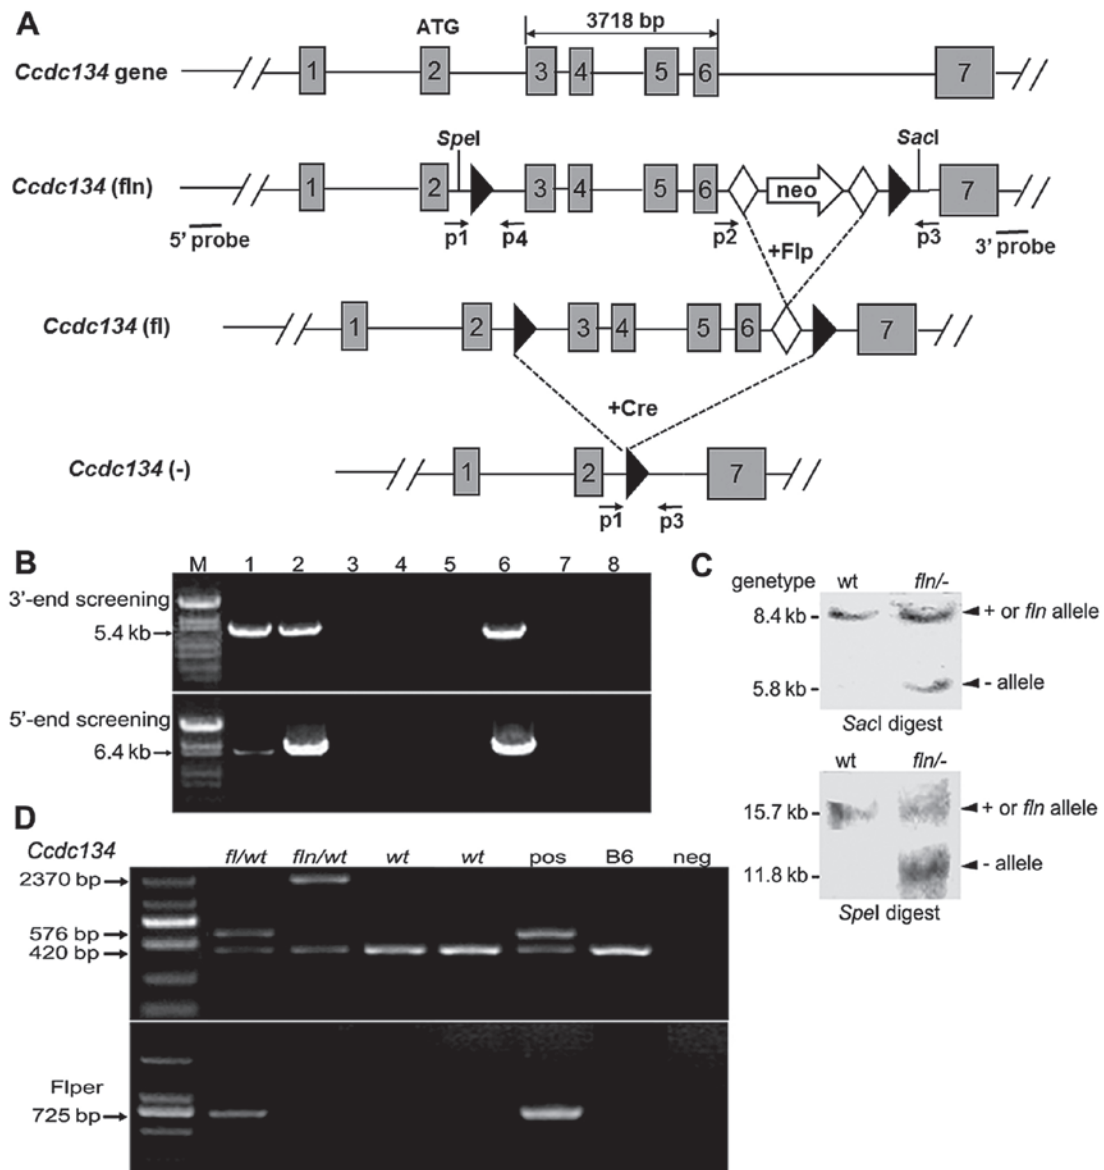 A
ATG
3718 bp
Ccdc134 gene
1 2 3 4 5 6 7
SpeI SacI
Ccdc134 (fln)
1 2 3 4 5 6 neo 7
5' probe p1 p4 p2 p3 3' probe
+Flp
Ccdc134 (fl)
1 2 3 4 5 6 7
+Cre
Ccdc134 (-)
1 2 7
p1 p3
B
M 1 2 3 4 5 6 7 8
3'-end screening
5.4 kb
5'-end screening
6.4 kb
C
genetype wt fln/-
8.4 kb + or fln allele
5.8 kb - allele
SacI digest
wt fln/-
15.7 kb + or fln allele
11.8 kb - allele
SpeI digest
D
Ccdc134 fl/wt fln/wt wt wt pos B6 neg
2370 bp
576 bp
420 bp
Flper
725 bp